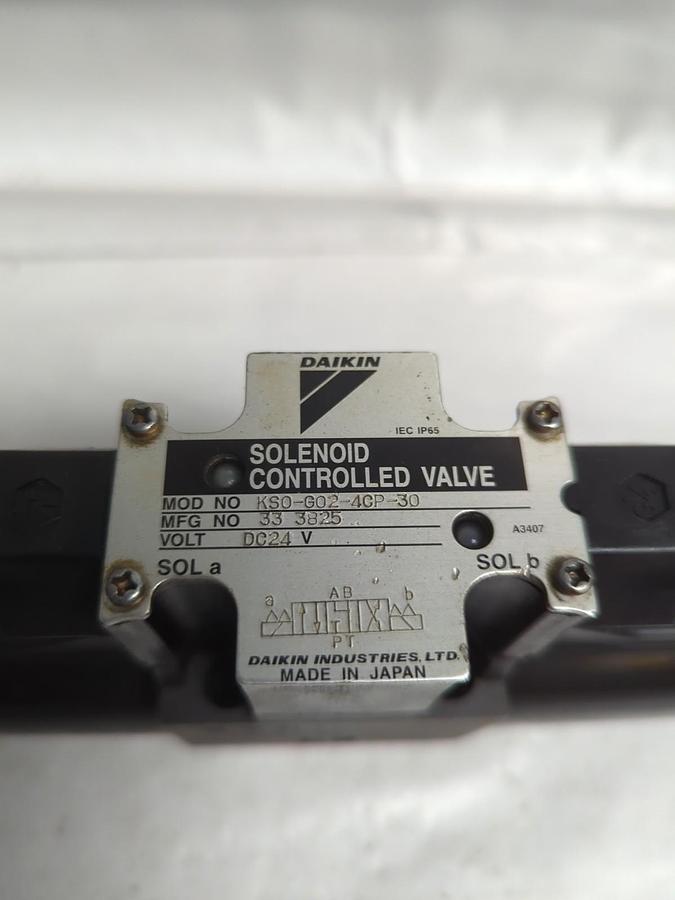 DAIKIN
IEC IP65
SOLENOID
CONTROLLED VALVE
MOD NO KSO-G02-4CP-30
MFG NO 33 3825
VOLT DC24 V
A3407
SOL a
SOL b
a AB b
PT
DAIKIN INDUSTRIES, LTD.
MADE IN JAPAN